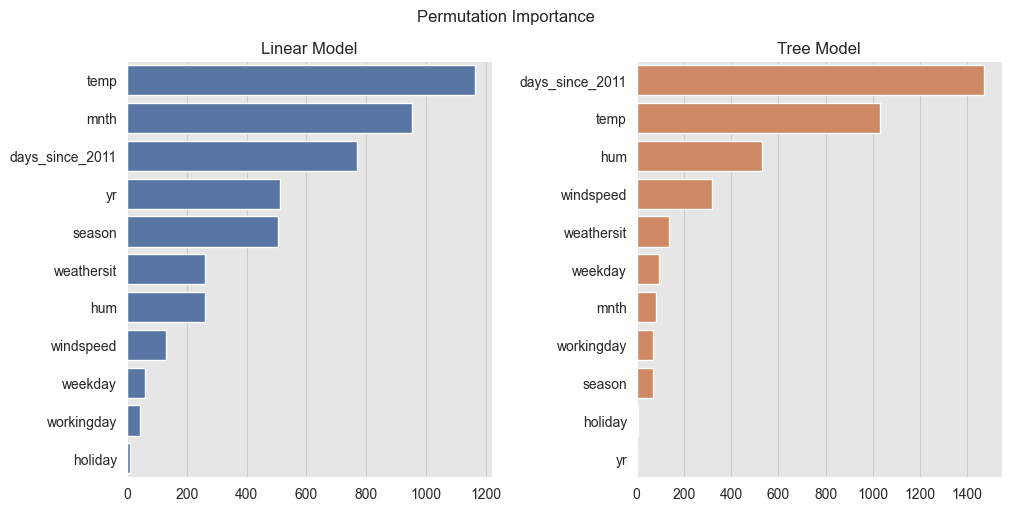 Permutation Importance
Linear Model
temp
mnth
days_since_2011
yr
season
weathersit
hum
windspeed
weekday
workingday
holiday
0 200 400 600 800 1000 1200
Tree Model
days_since_2011
temp
hum
windspeed
weathersit
weekday
mnth
workingday
season
holiday
yr
0 200 400 600 800 1000 1200 1400